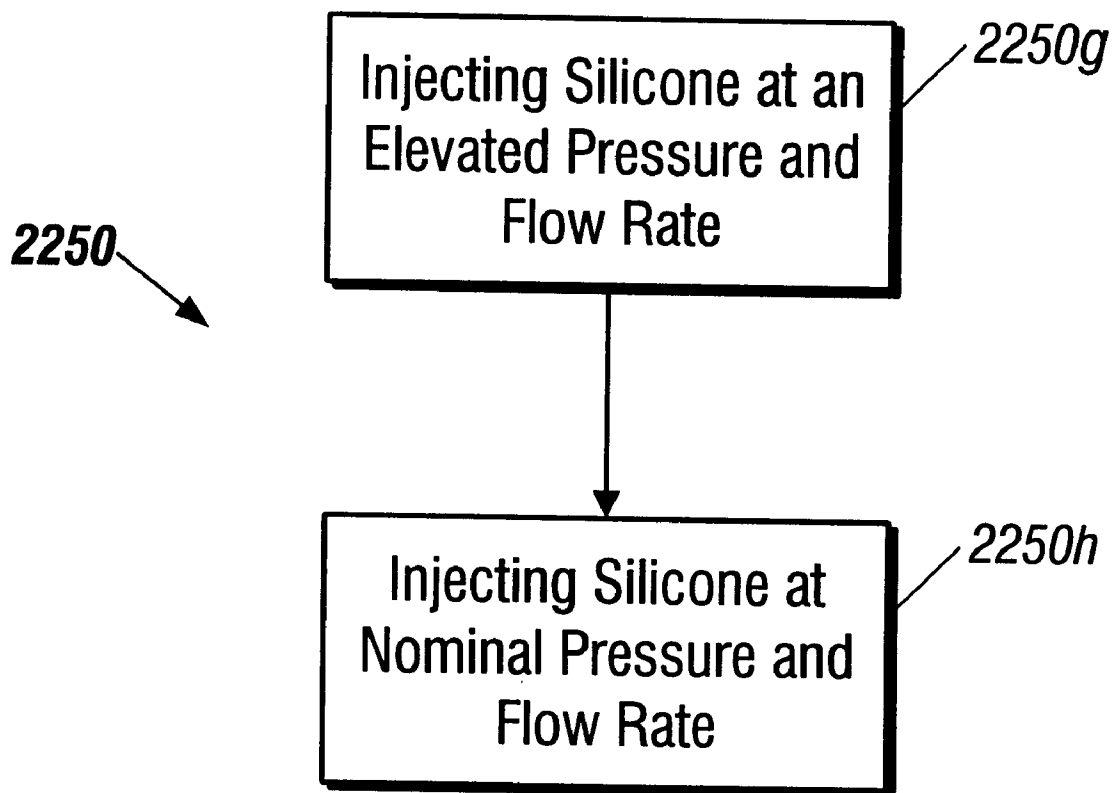 Injecting Silicone at an
Elevated Pressure and
Flow Rate
2250g
2250
Injecting Silicone at
Nominal Pressure and
Flow Rate
2250h